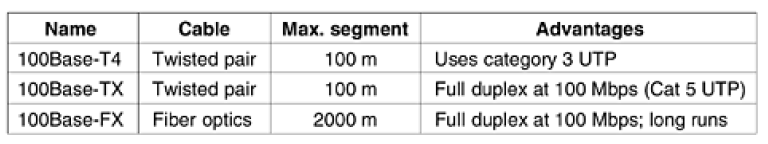 Name Cable Max. segment Advantages
100Base-T4 Twisted pair 100 m Uses category 3 UTP
100Base-TX Twisted pair 100 m Full duplex at 100 Mbps (Cat 5 UTP)
100Base-FX Fiber optics 2000 m Full duplex at 100 Mbps; long runs